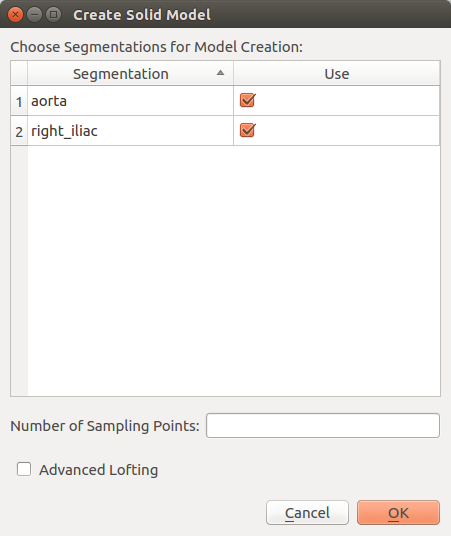 Create Solid Model
Choose Segmentations for Model Creation:
Segmentation Use
1 aorta
2 right_iliac
Number of Sampling Points:
Advanced Lofting
Cancel OK